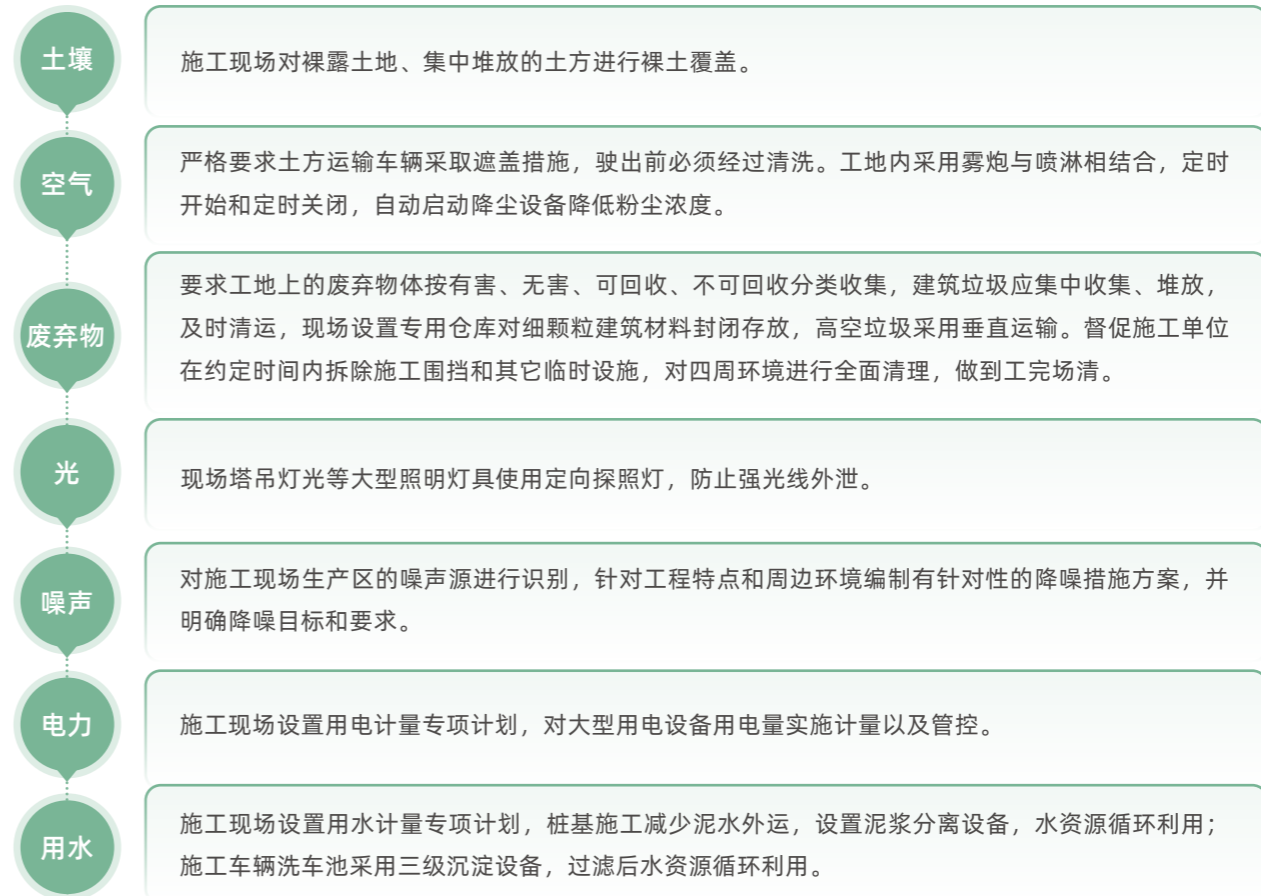 土壤
施工现场对裸露土地、集中堆放的土方进行裸土覆盖。
空气
严格要求土方运输车辆采取遮盖措施，驶出前必须经过清洗。工地内采用雾炮与喷淋相结合，定时
开始和定时关闭，自动启动降尘设备降低粉尘浓度。
废弃物
要求工地上的废弃物体按有害、无害、可回收、不可回收分类收集，建筑垃圾应集中收集、堆放，
及时清运，现场设置专用仓库对细颗粒建筑材料封闭存放，高空垃圾采用垂直运输。督促施工单位
在约定时间内拆除施工围挡和其它临时设施，对四周环境进行全面清理，做到工完场清。
光
现场塔吊灯光等大型照明灯具使用定向探照灯，防止强光线外泄。
噪声
对施工现场生产区的噪声源进行识别，针对工程特点和周边环境编制有针对性的降噪措施方案，并
明确降噪目标和要求。
电力
施工现场设置用电计量专项计划，对大型用电设备用电量实施计量以及管控。
用水
施工现场设置用水计量专项计划，桩基施工减少泥水外运，设置泥浆分离设备，水资源循环利用；
施工车辆洗车池采用三级沉淀设备，过滤后水资源循环利用。